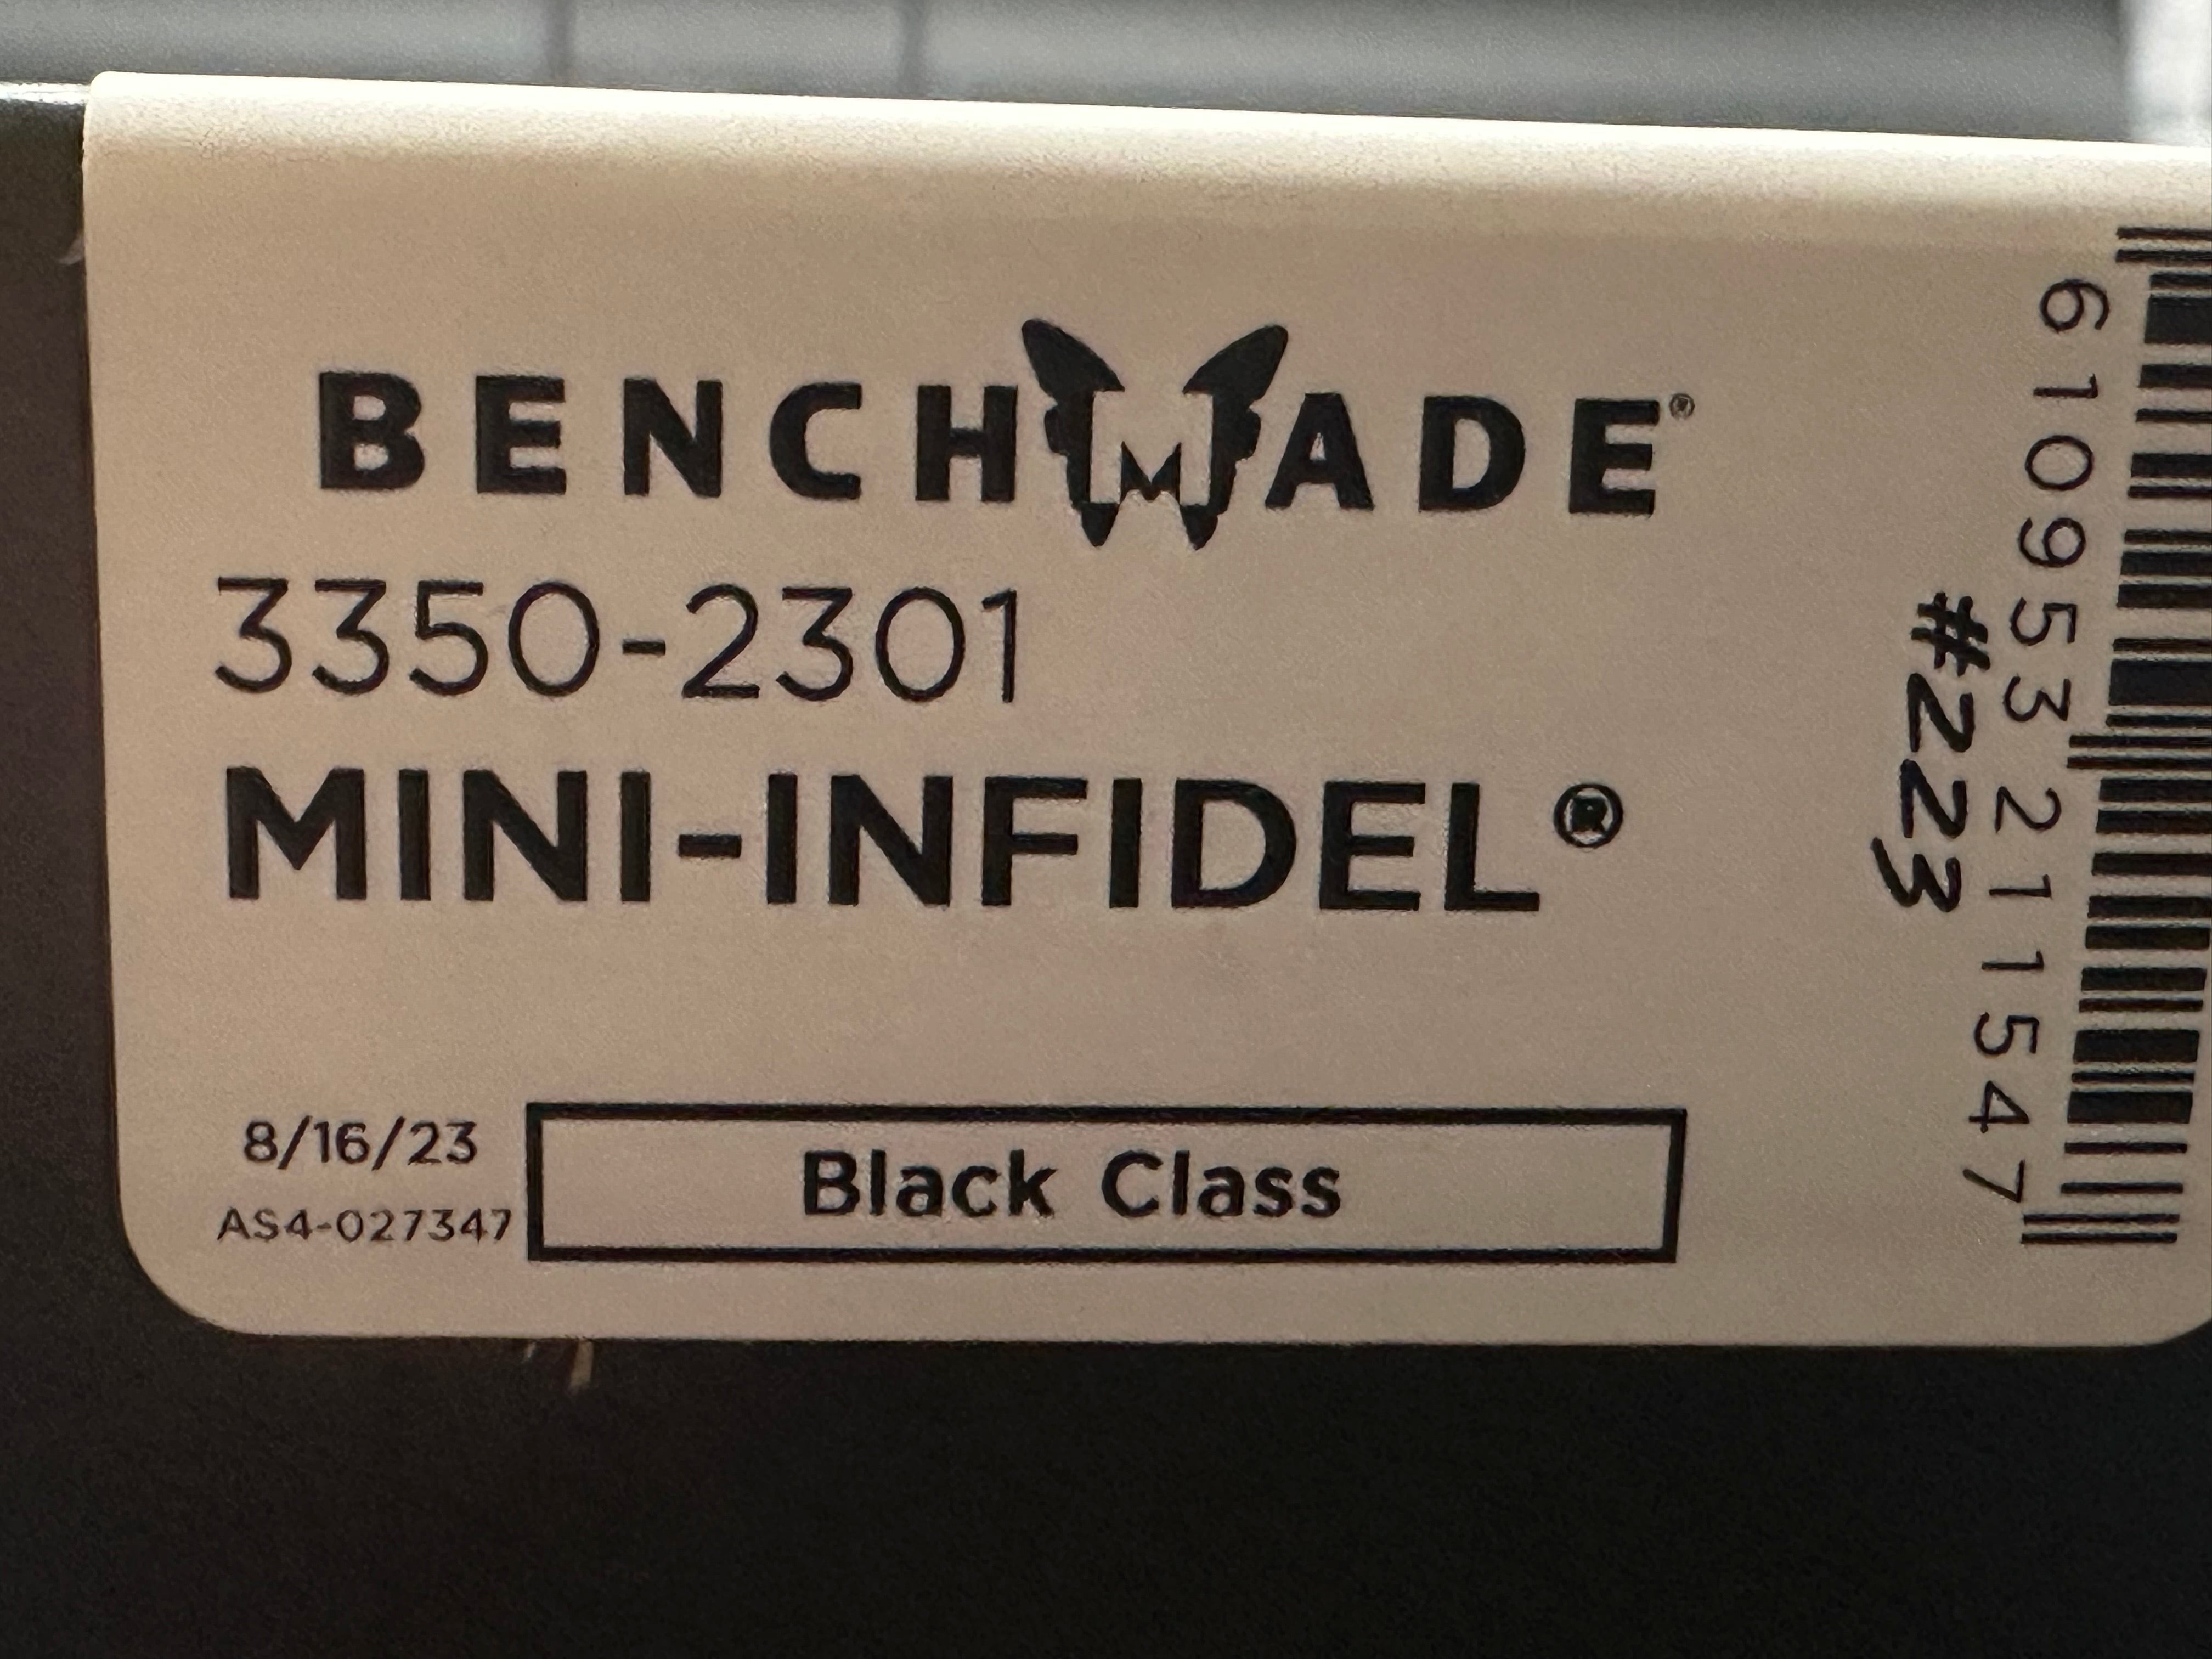 BENCHMADE®
3350-2301
MINI-INFIDEL®
8/16/23
AS4-027347
Black Class
#223
610953211547